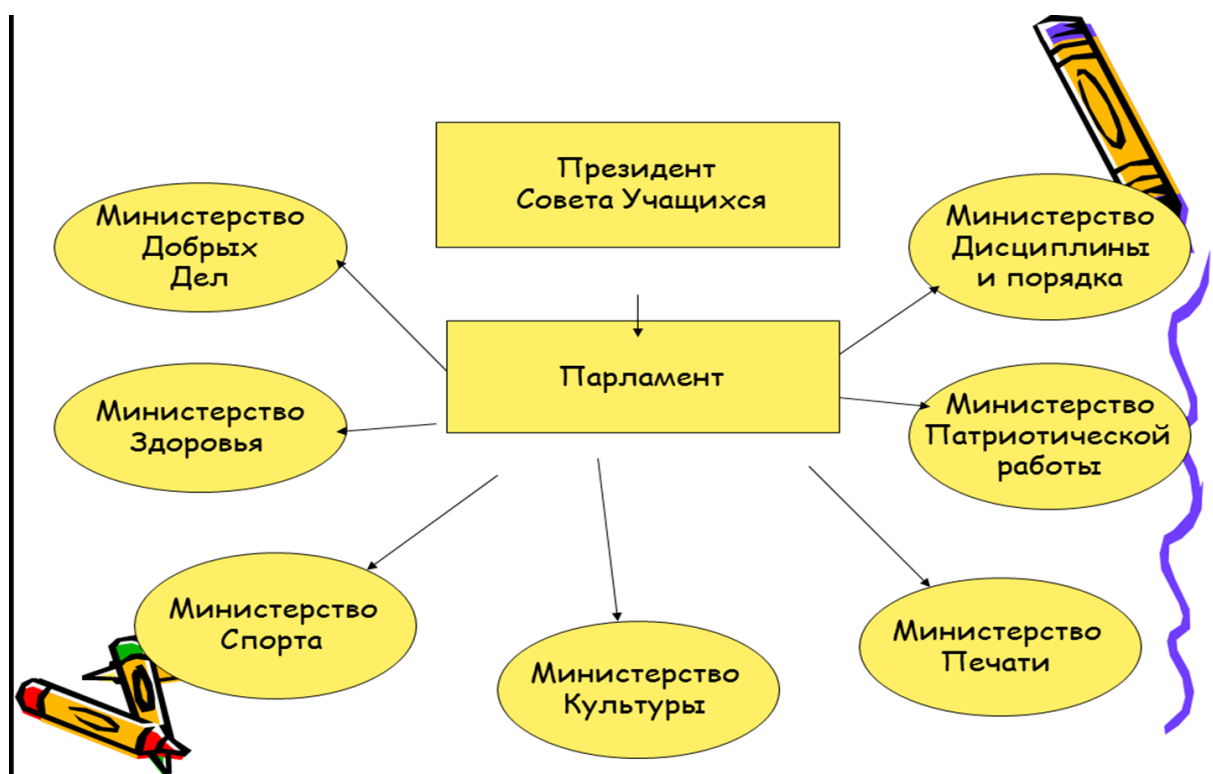 Президент
Совета Учащихся
Министерство
Добрых
Дел
Министерство
Дисциплины
и порядка
Парламент
Министерство
Здоровья
Министерство
Патриотической
работы
Министерство
Спорта
Министерство
Культуры
Министерство
Печати